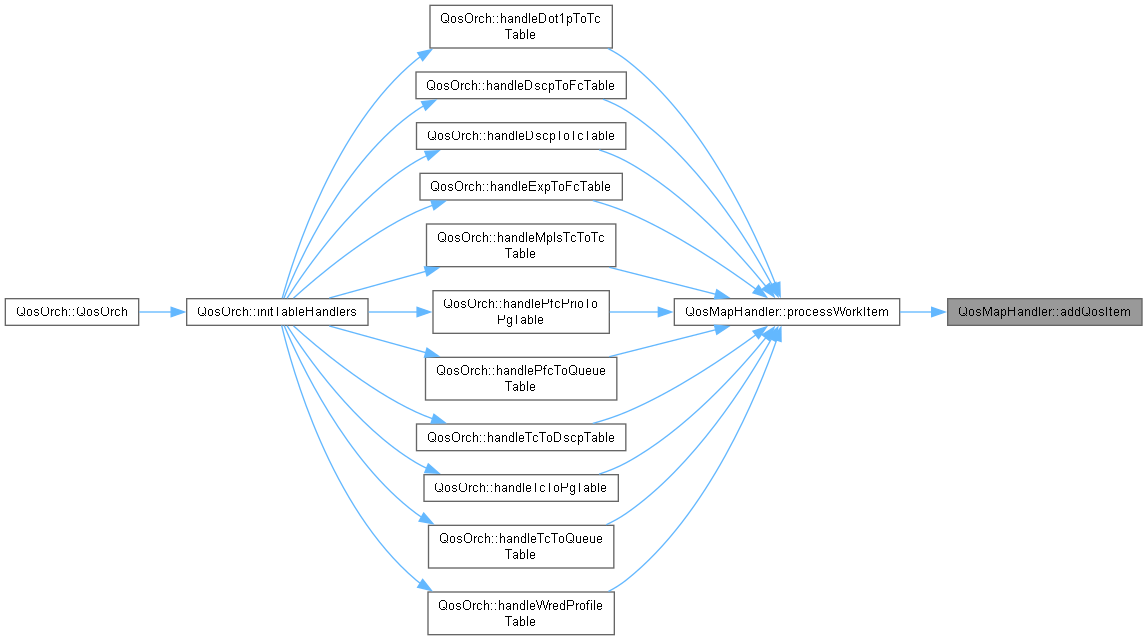 QosOrch::handleDot1pToTc
Table
QosOrch::handleDscpToFcTable
QosOrch::handleDscpToTcTable
QosOrch::handleExpToFcTable
QosOrch::handleMplsTcToTc
Table
QosOrch::handlePfcPrioTo
PgTable
QosOrch::handlePfcToQueue
Table
QosOrch::handleTcToDscpTable
QosOrch::handleTcToPgTable
QosOrch::handleTcToQueue
Table
QosOrch::handleWredProfile
Table
QosOrch::QosOrch
QosOrch::initTableHandlers
QosMapHandler::processWorkItem
QosMapHandler::addQosItem